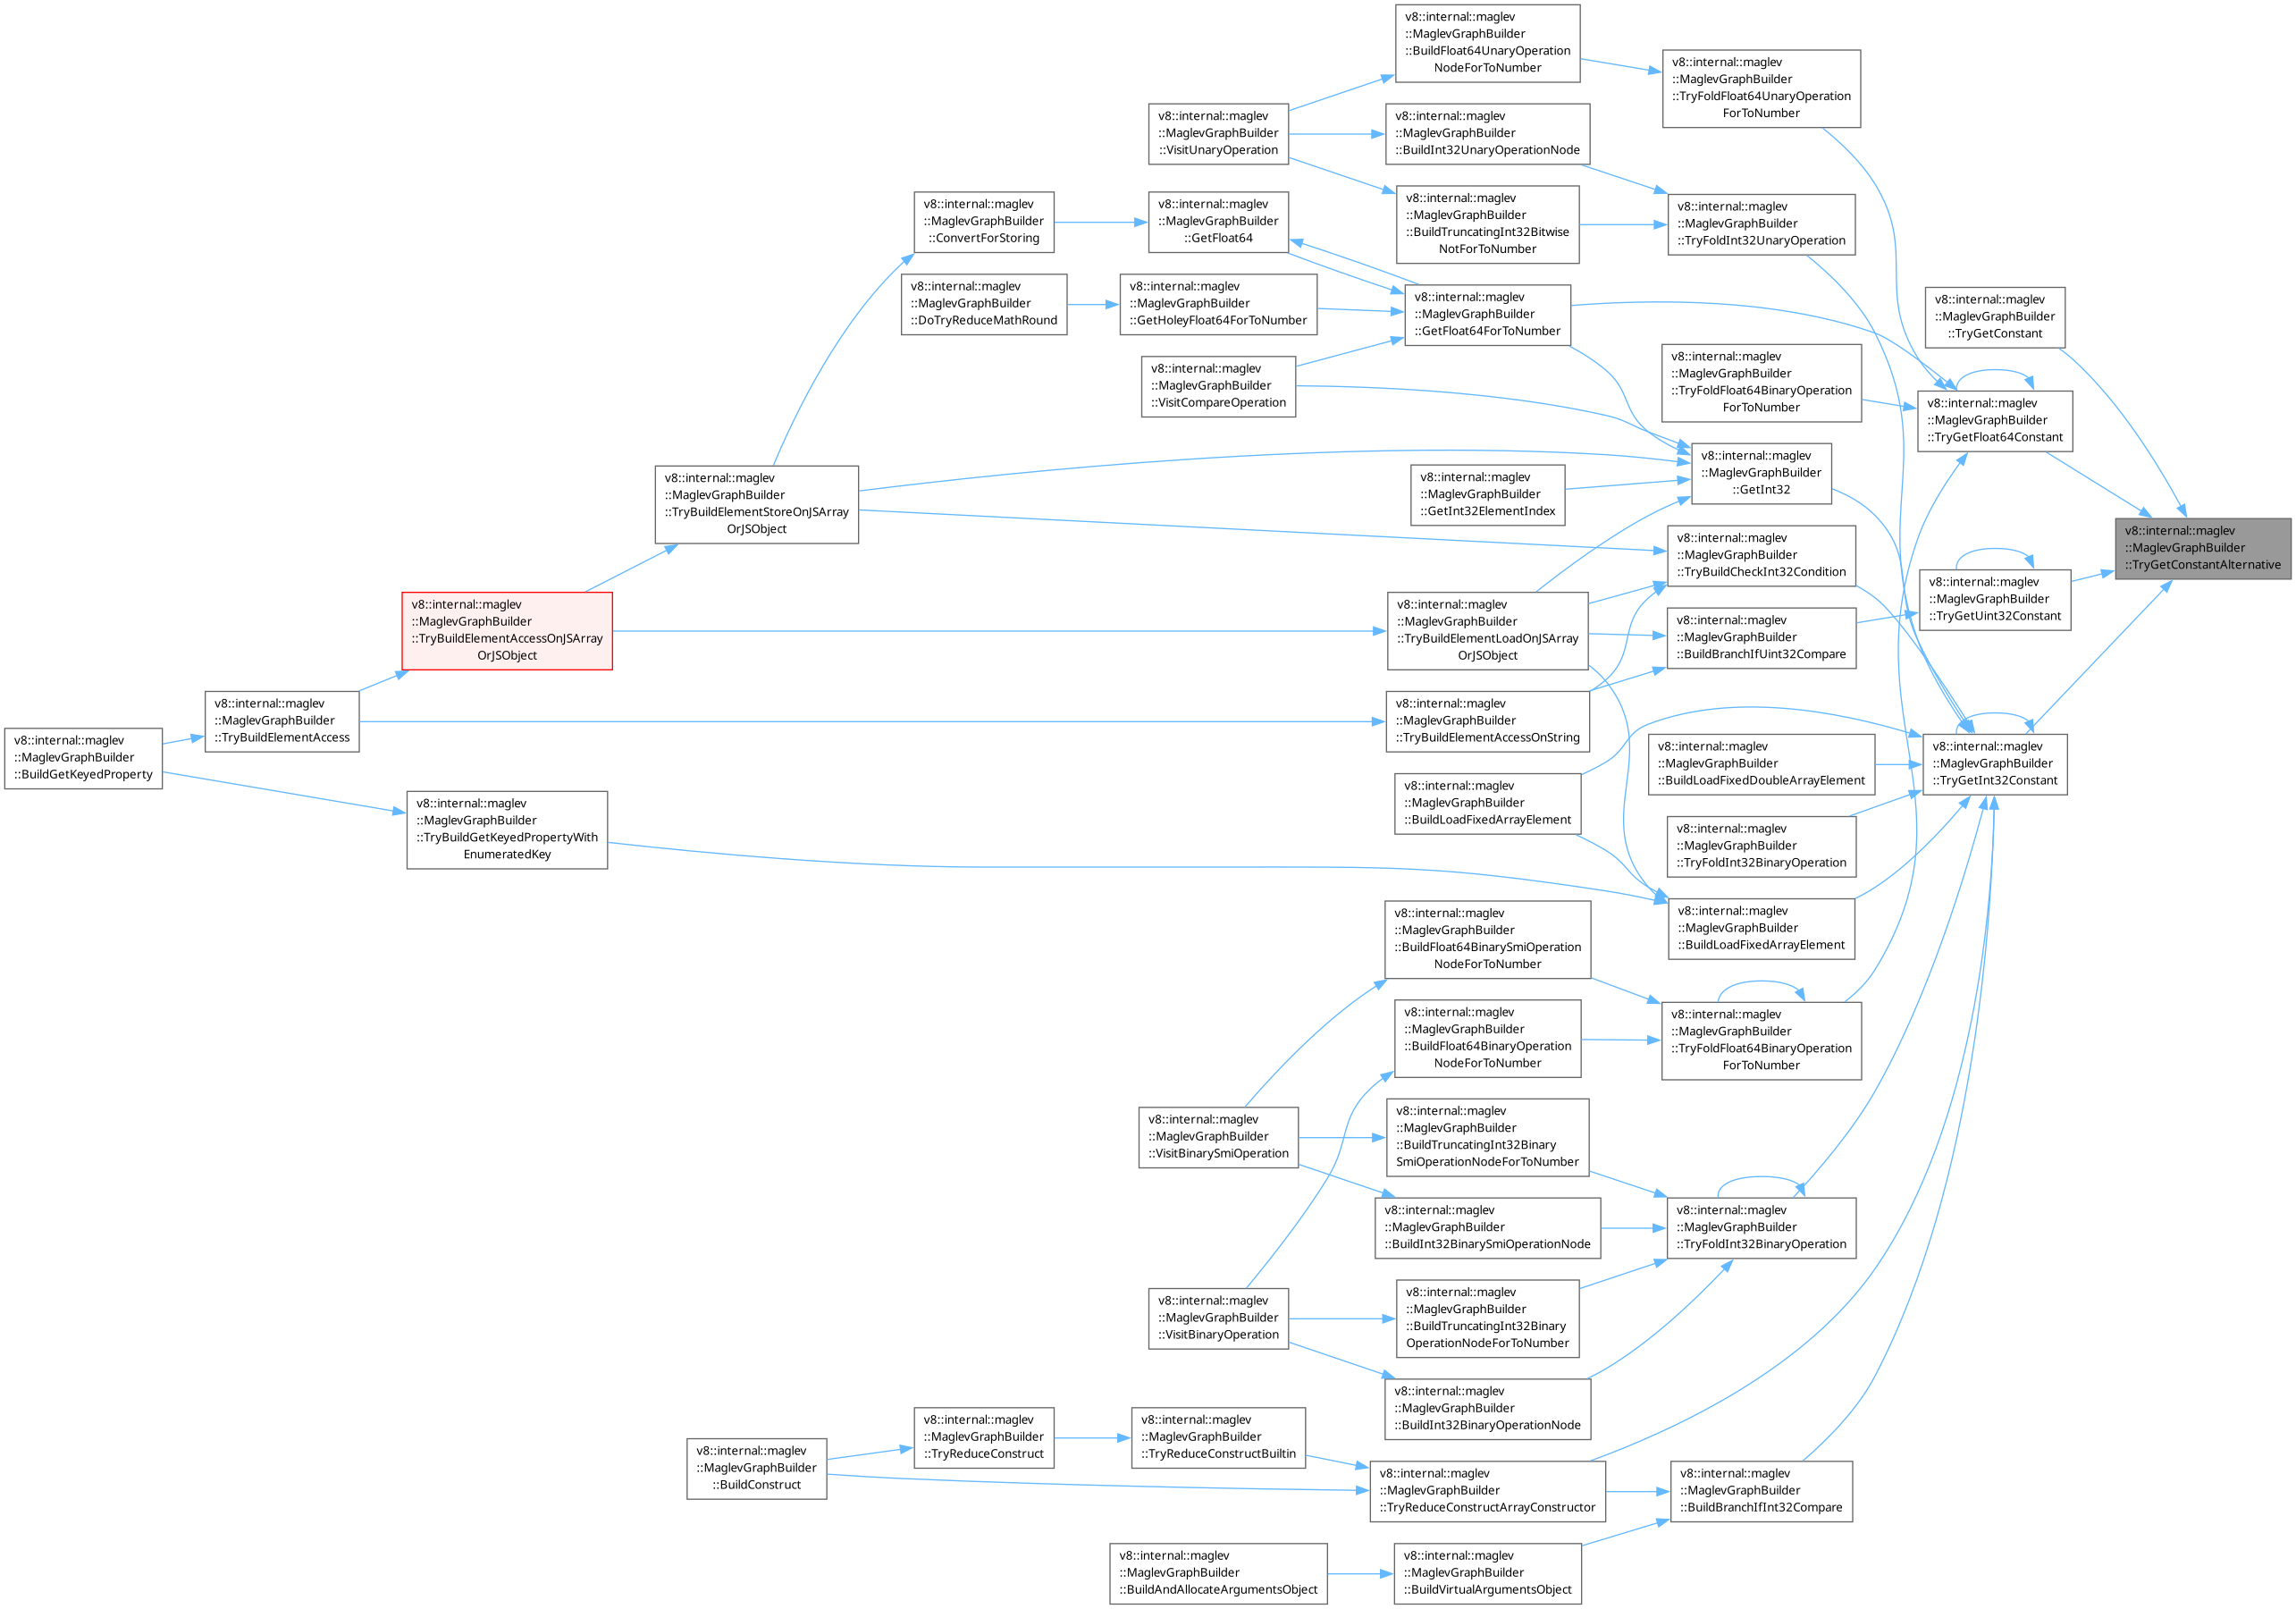 v8::internal::maglev
::MaglevGraphBuilder
::BuildFloat64UnaryOperation
NodeForToNumber
v8::internal::maglev
::MaglevGraphBuilder
::TryFoldFloat64UnaryOperation
ForToNumber
v8::internal::maglev
::MaglevGraphBuilder
::VisitUnaryOperation
v8::internal::maglev
::MaglevGraphBuilder
::BuildInt32UnaryOperationNode
v8::internal::maglev
::MaglevGraphBuilder
::ConvertForStoring
v8::internal::maglev
::MaglevGraphBuilder
::GetFloat64
v8::internal::maglev
::MaglevGraphBuilder
::BuildTruncatingInt32Bitwise
NotForToNumber
v8::internal::maglev
::MaglevGraphBuilder
::TryFoldInt32UnaryOperation
v8::internal::maglev
::MaglevGraphBuilder
::DoTryReduceMathRound
v8::internal::maglev
::MaglevGraphBuilder
::GetHoleyFloat64ForToNumber
v8::internal::maglev
::MaglevGraphBuilder
::GetFloat64ForToNumber
v8::internal::maglev
::MaglevGraphBuilder
::TryGetConstant
v8::internal::maglev
::MaglevGraphBuilder
::VisitCompareOperation
v8::internal::maglev
::MaglevGraphBuilder
::TryFoldFloat64BinaryOperation
ForToNumber
v8::internal::maglev
::MaglevGraphBuilder
::TryGetFloat64Constant
v8::internal::maglev
::MaglevGraphBuilder
::TryBuildElementStoreOnJSArray
OrJSObject
v8::internal::maglev
::MaglevGraphBuilder
::GetInt32ElementIndex
v8::internal::maglev
::MaglevGraphBuilder
::GetInt32
v8::internal::maglev
::MaglevGraphBuilder
::TryGetConstantAlternative
v8::internal::maglev
::MaglevGraphBuilder
::TryBuildCheckInt32Condition
v8::internal::maglev
::MaglevGraphBuilder
::TryGetUint32Constant
v8::internal::maglev
::MaglevGraphBuilder
::TryBuildElementAccessOnJSArray
OrJSObject
v8::internal::maglev
::MaglevGraphBuilder
::TryBuildElementLoadOnJSArray
OrJSObject
v8::internal::maglev
::MaglevGraphBuilder
::BuildBranchIfUint32Compare
v8::internal::maglev
::MaglevGraphBuilder
::TryBuildElementAccess
v8::internal::maglev
::MaglevGraphBuilder
::TryBuildElementAccessOnString
v8::internal::maglev
::MaglevGraphBuilder
::BuildGetKeyedProperty
v8::internal::maglev
::MaglevGraphBuilder
::BuildLoadFixedDoubleArrayElement
v8::internal::maglev
::MaglevGraphBuilder
::TryGetInt32Constant
v8::internal::maglev
::MaglevGraphBuilder
::TryBuildGetKeyedPropertyWith
EnumeratedKey
v8::internal::maglev
::MaglevGraphBuilder
::BuildLoadFixedArrayElement
v8::internal::maglev
::MaglevGraphBuilder
::TryFoldInt32BinaryOperation
v8::internal::maglev
::MaglevGraphBuilder
::BuildLoadFixedArrayElement
v8::internal::maglev
::MaglevGraphBuilder
::BuildFloat64BinarySmiOperation
NodeForToNumber
v8::internal::maglev
::MaglevGraphBuilder
::BuildFloat64BinaryOperation
NodeForToNumber
v8::internal::maglev
::MaglevGraphBuilder
::TryFoldFloat64BinaryOperation
ForToNumber
v8::internal::maglev
::MaglevGraphBuilder
::VisitBinarySmiOperation
v8::internal::maglev
::MaglevGraphBuilder
::BuildTruncatingInt32Binary
SmiOperationNodeForToNumber
v8::internal::maglev
::MaglevGraphBuilder
::BuildInt32BinarySmiOperationNode
v8::internal::maglev
::MaglevGraphBuilder
::TryFoldInt32BinaryOperation
v8::internal::maglev
::MaglevGraphBuilder
::VisitBinaryOperation
v8::internal::maglev
::MaglevGraphBuilder
::BuildTruncatingInt32Binary
OperationNodeForToNumber
v8::internal::maglev
::MaglevGraphBuilder
::BuildInt32BinaryOperationNode
v8::internal::maglev
::MaglevGraphBuilder
::BuildConstruct
v8::internal::maglev
::MaglevGraphBuilder
::TryReduceConstruct
v8::internal::maglev
::MaglevGraphBuilder
::TryReduceConstructBuiltin
v8::internal::maglev
::MaglevGraphBuilder
::TryReduceConstructArrayConstructor
v8::internal::maglev
::MaglevGraphBuilder
::BuildBranchIfInt32Compare
v8::internal::maglev
::MaglevGraphBuilder
::BuildAndAllocateArgumentsObject
v8::internal::maglev
::MaglevGraphBuilder
::BuildVirtualArgumentsObject